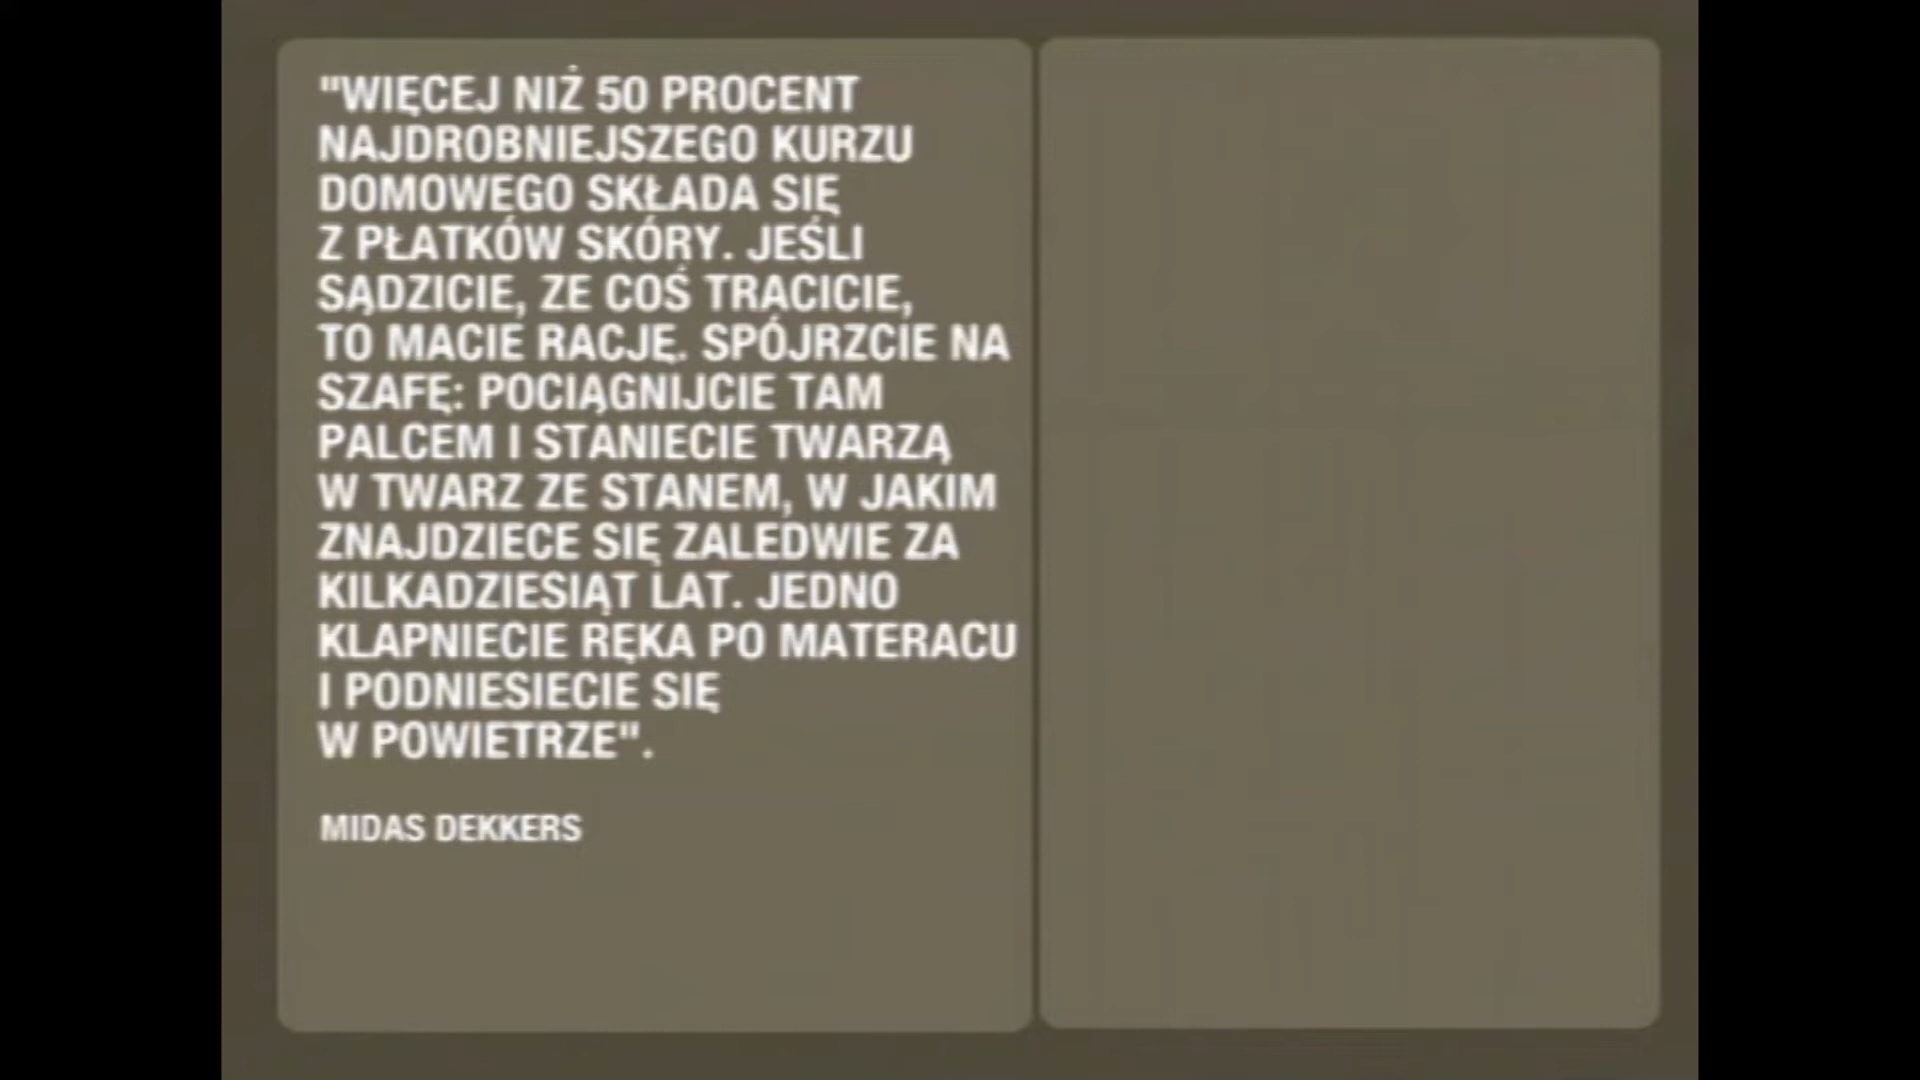 "WIĘCEJ NIŻ 50 PROCENT
NAJDROBNIEJSZEGO KURZU
DOMOWEGO SKŁADA SIĘ
Z PŁATKÓW SKÓRY. JEŚLI
SĄDZICIE, ZE COŚ TRACICIE,
TO MACIE RACJĘ. SPÓJRZCIE NA
SZAFĘ: POCIĄGNIJCIE TAM
PALCEM I STANIECIE TWARZĄ
W TWARZ ZE STANEM, W JAKIM
ZNAJDZIECE SIĘ ZALEDWIE ZA
KILKADZIESIĄT LAT. JEDNO
KLAPNIECIE RĘKA PO MATERACU
I PODNIESIECIE SIĘ
W POWIETRZE".
MIDAS DEKKERS